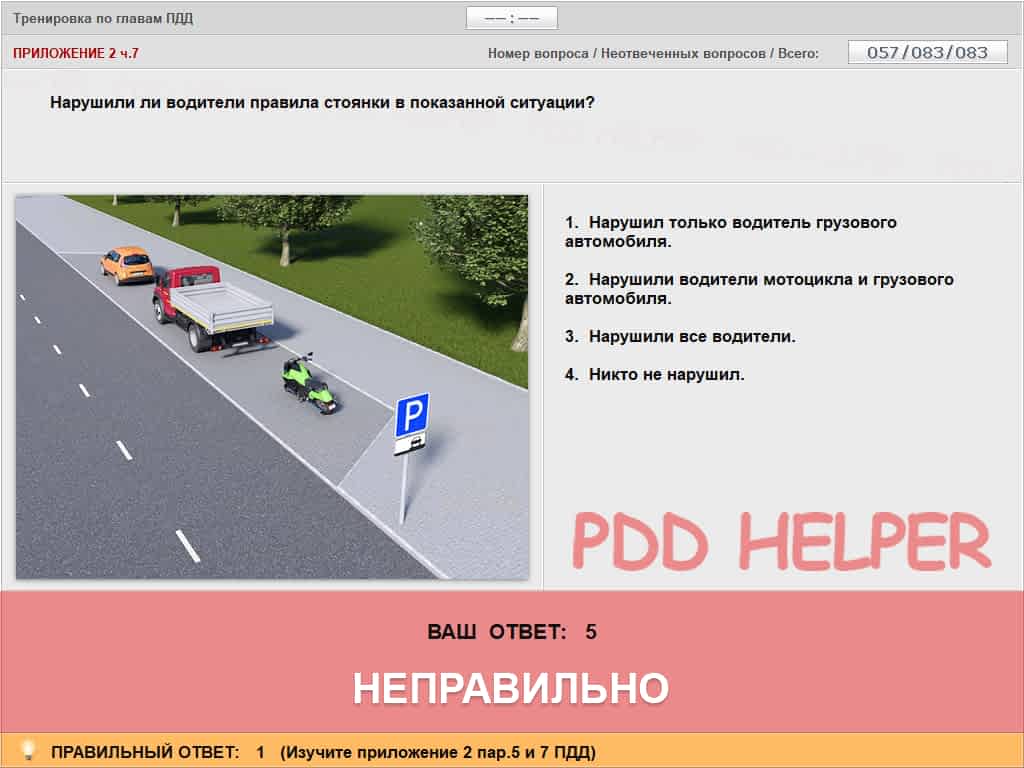 Тренировка по главам ПДД
—— : ——
ПРИЛОЖЕНИЕ 2 ч.7
Номер вопроса / Неотвеченных вопросов / Всего:
057/083/083
Нарушили ли водители правила стоянки в показанной ситуации?
1. Нарушил только водитель грузового
автомобиля.
2. Нарушили водители мотоцикла и грузового
автомобиля.
3. Нарушили все водители.
4. Никто не нарушил.
P
PDD HELPER
ВАШ ОТВЕТ: 5
НЕПРАВИЛЬНО
ПРАВИЛЬНЫЙ ОТВЕТ: 1 (Изучите приложение 2 пар.5 и 7 ПДД)